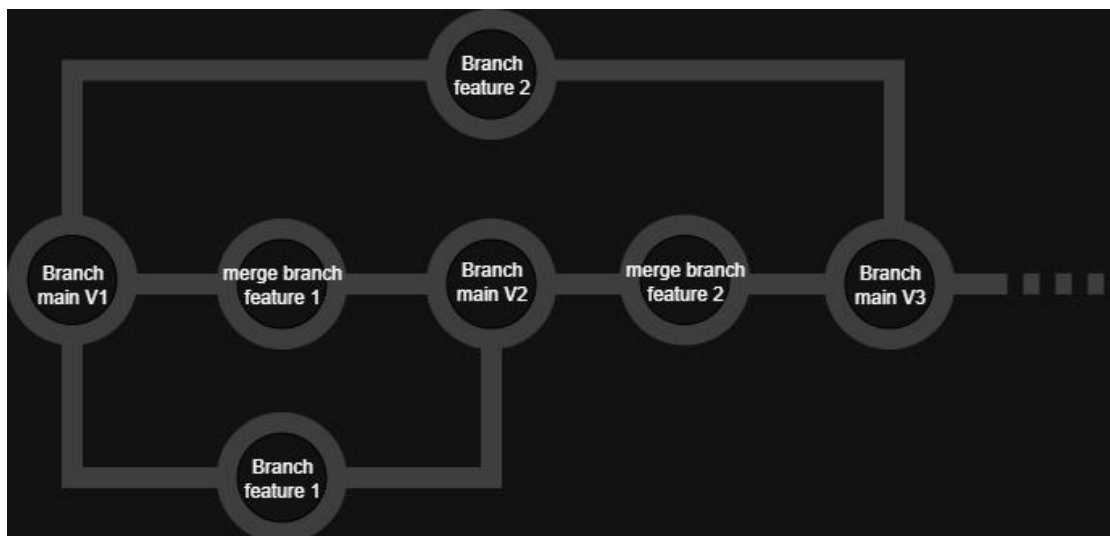 Branch
feature 2
Branch
main V1
merge branch
feature 1
Branch
main V2
merge branch
feature 2
Branch
main V3
Branch
feature 1